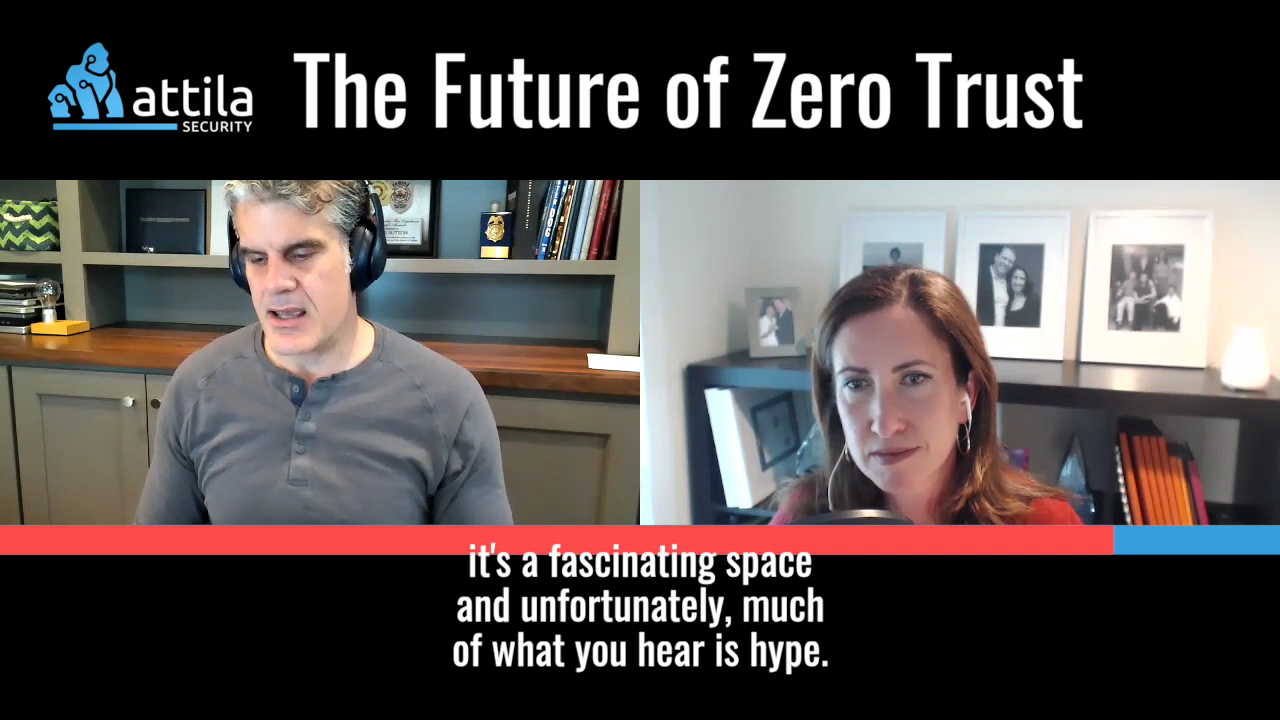 attila
SECURITY
The Future of Zero Trust
it's a fascinating space
and unfortunately, much
of what you hear is hype.